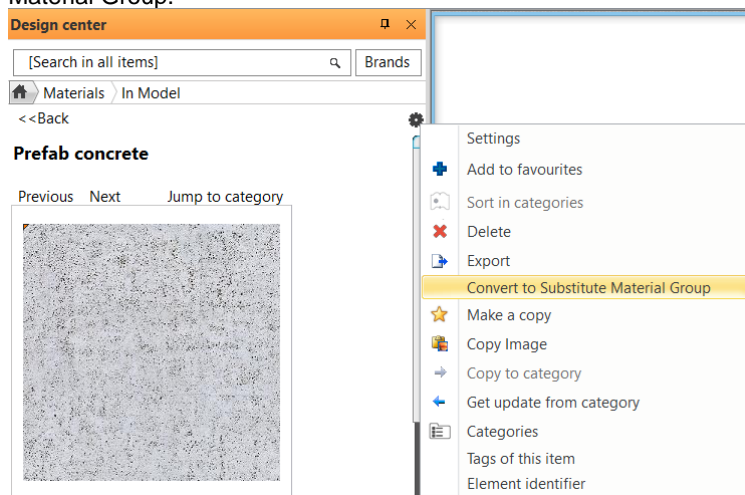 Material Group.
Design center
[Search in all items]
Brands
Materials
In Model
<<Back
Prefab concrete
Previous Next Jump to category
Settings
Add to favourites
Sort in categories
Delete
Export
Convert to Substitute Material Group
Make a copy
Copy Image
Copy to category
Get update from category
Categories
Tags of this item
Element identifier